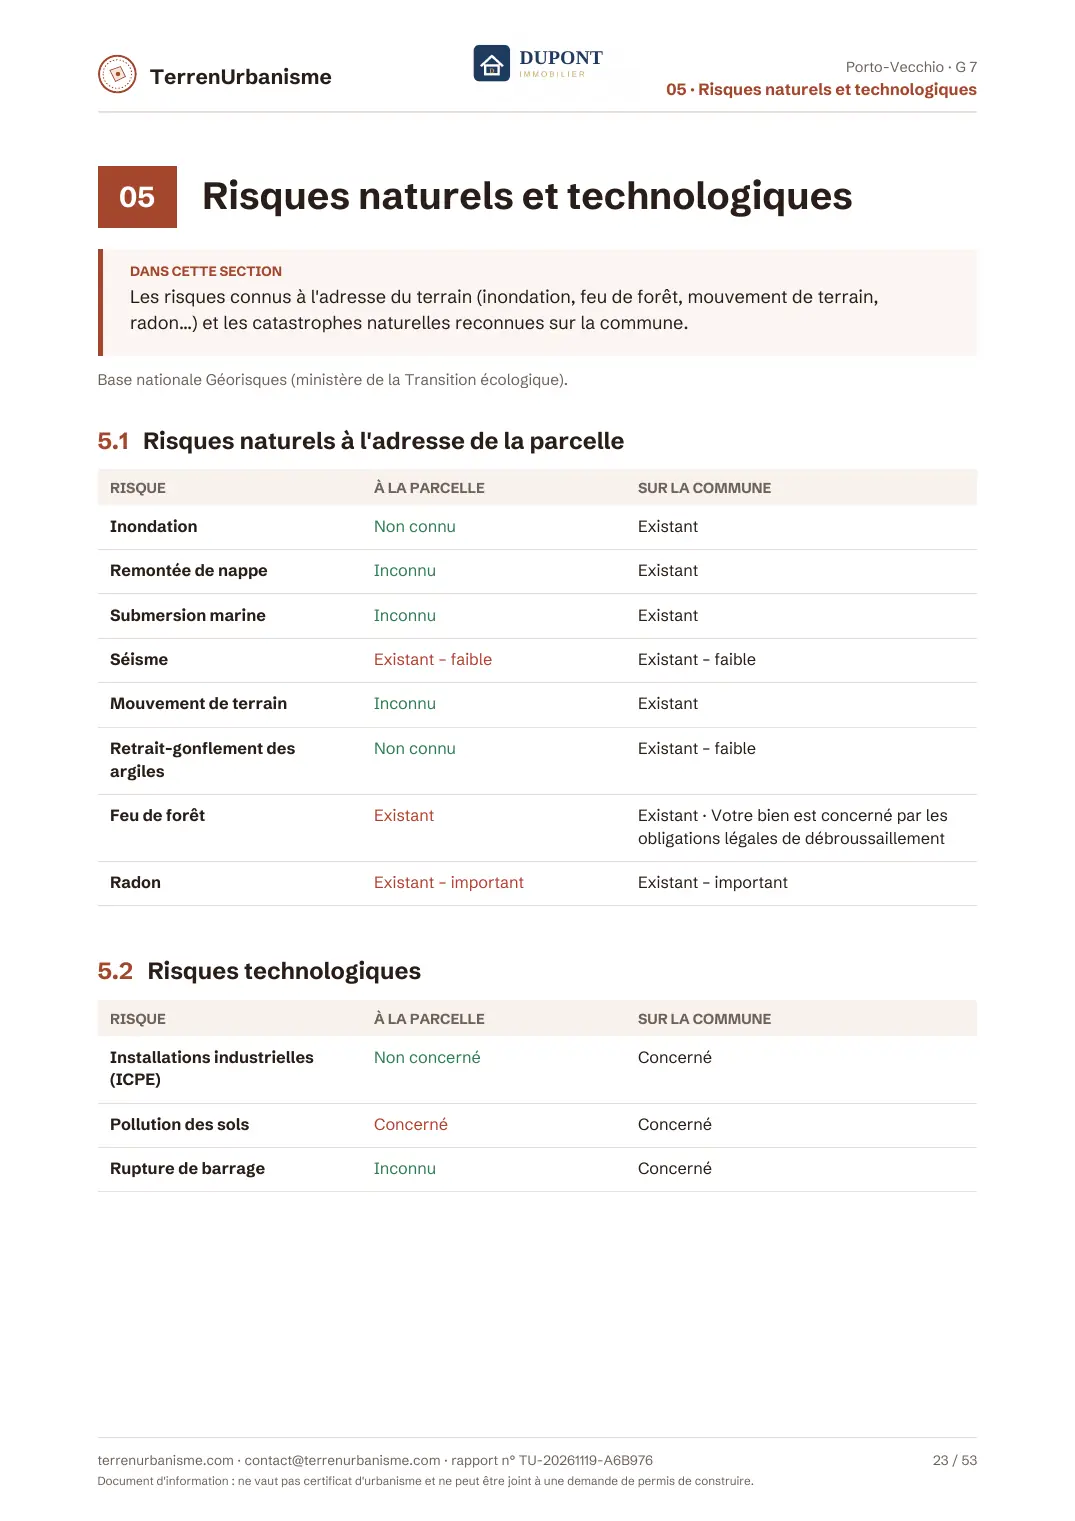 TerrenUrbanisme
DUPONT
IMMOBILIER
Porto-Vecchio · G 7
05 · Risques naturels et technologiques
05 Risques naturels et technologiques
DANS CETTE SECTION
Les risques connus à l'adresse du terrain (inondation, feu de forêt, mouvement de terrain,
radon…) et les catastrophes naturelles reconnues sur la commune.
Base nationale Géorisques (ministère de la Transition écologique).
5.1 Risques naturels à l'adresse de la parcelle
RISQUE À LA PARCELLE SUR LA COMMUNE
Inondation Non connu Existant
Remontée de nappe Inconnu Existant
Submersion marine Inconnu Existant
Séisme Existant – faible Existant – faible
Mouvement de terrain Inconnu Existant
Retrait-gonflement des Non connu Existant – faible
argiles
Feu de forêt Existant Existant · Votre bien est concerné par les
obligations légales de débroussaillement
Radon Existant – important Existant – important
5.2 Risques technologiques
RISQUE À LA PARCELLE SUR LA COMMUNE
Installations industrielles Non concerné Concerné
(ICPE)
Pollution des sols Concerné Concerné
Rupture de barrage Inconnu Concerné
terrenurbanisme.com · contact@terrenurbanisme.com · rapport n° TU-20261119-A6B976 23 / 53
Document d'information : ne vaut pas certificat d'urbanisme et ne peut être joint à une demande de permis de construire.